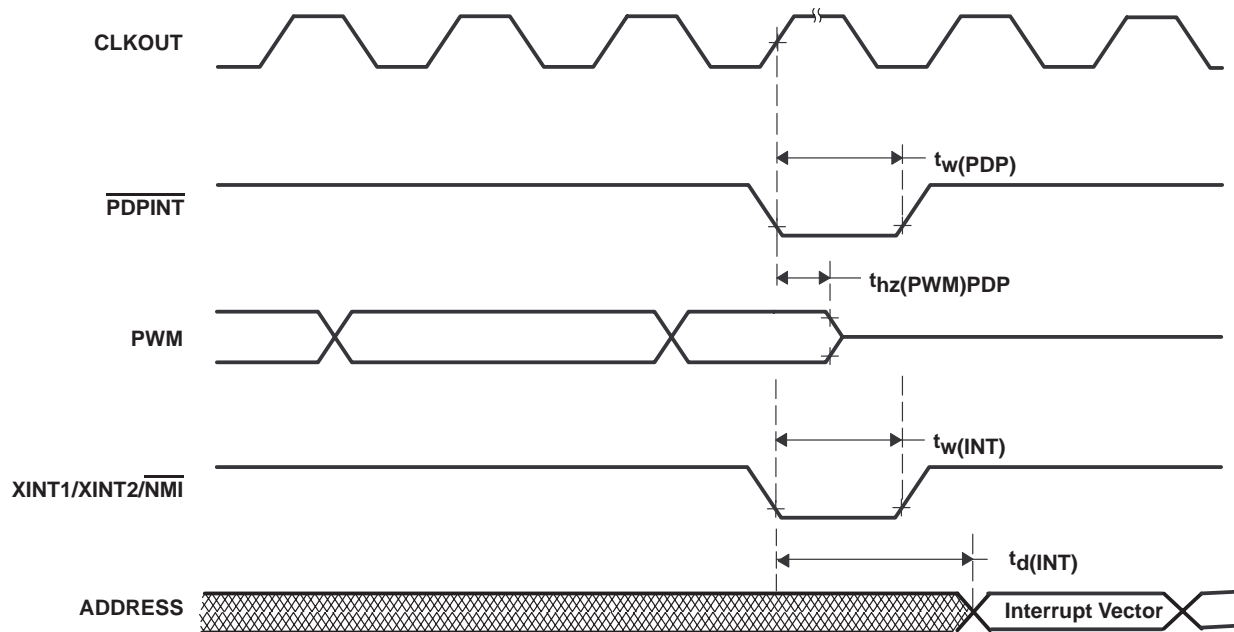 CLKOUT
tw(PDP)
PDPINT
thz(PWM)PDP
PWM
tw(INT)
XINT1/XINT2/NMI
td(INT)
ADDRESS
Interrupt Vector